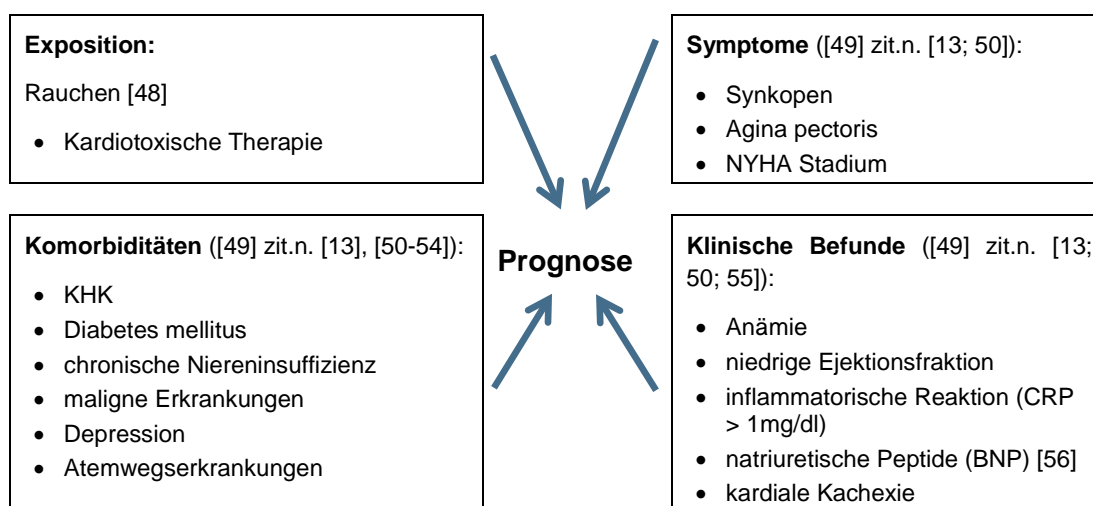 Exposition:
Rauchen [48]
• Kardiotoxische Therapie
Symptome ([49] zit.n. [13; 50]):
• Synkopen
• Agina pectoris
• NYHA Stadium
Komorbiditäten ([49] zit.n. [13], [50-54]):
• KHK
• Diabetes mellitus
• chronische Niereninsuffizienz
• maligne Erkrankungen
• Depression
• Atemwegserkrankungen
Prognose
Klinische Befunde ([49] zit.n. [13;
50; 55]):
• Anämie
• niedrige Ejektionsfraktion
• inflammatorische Reaktion (CRP
> 1mg/dl)
• natriuretische Peptide (BNP) [56]
• kardiale Kachexie